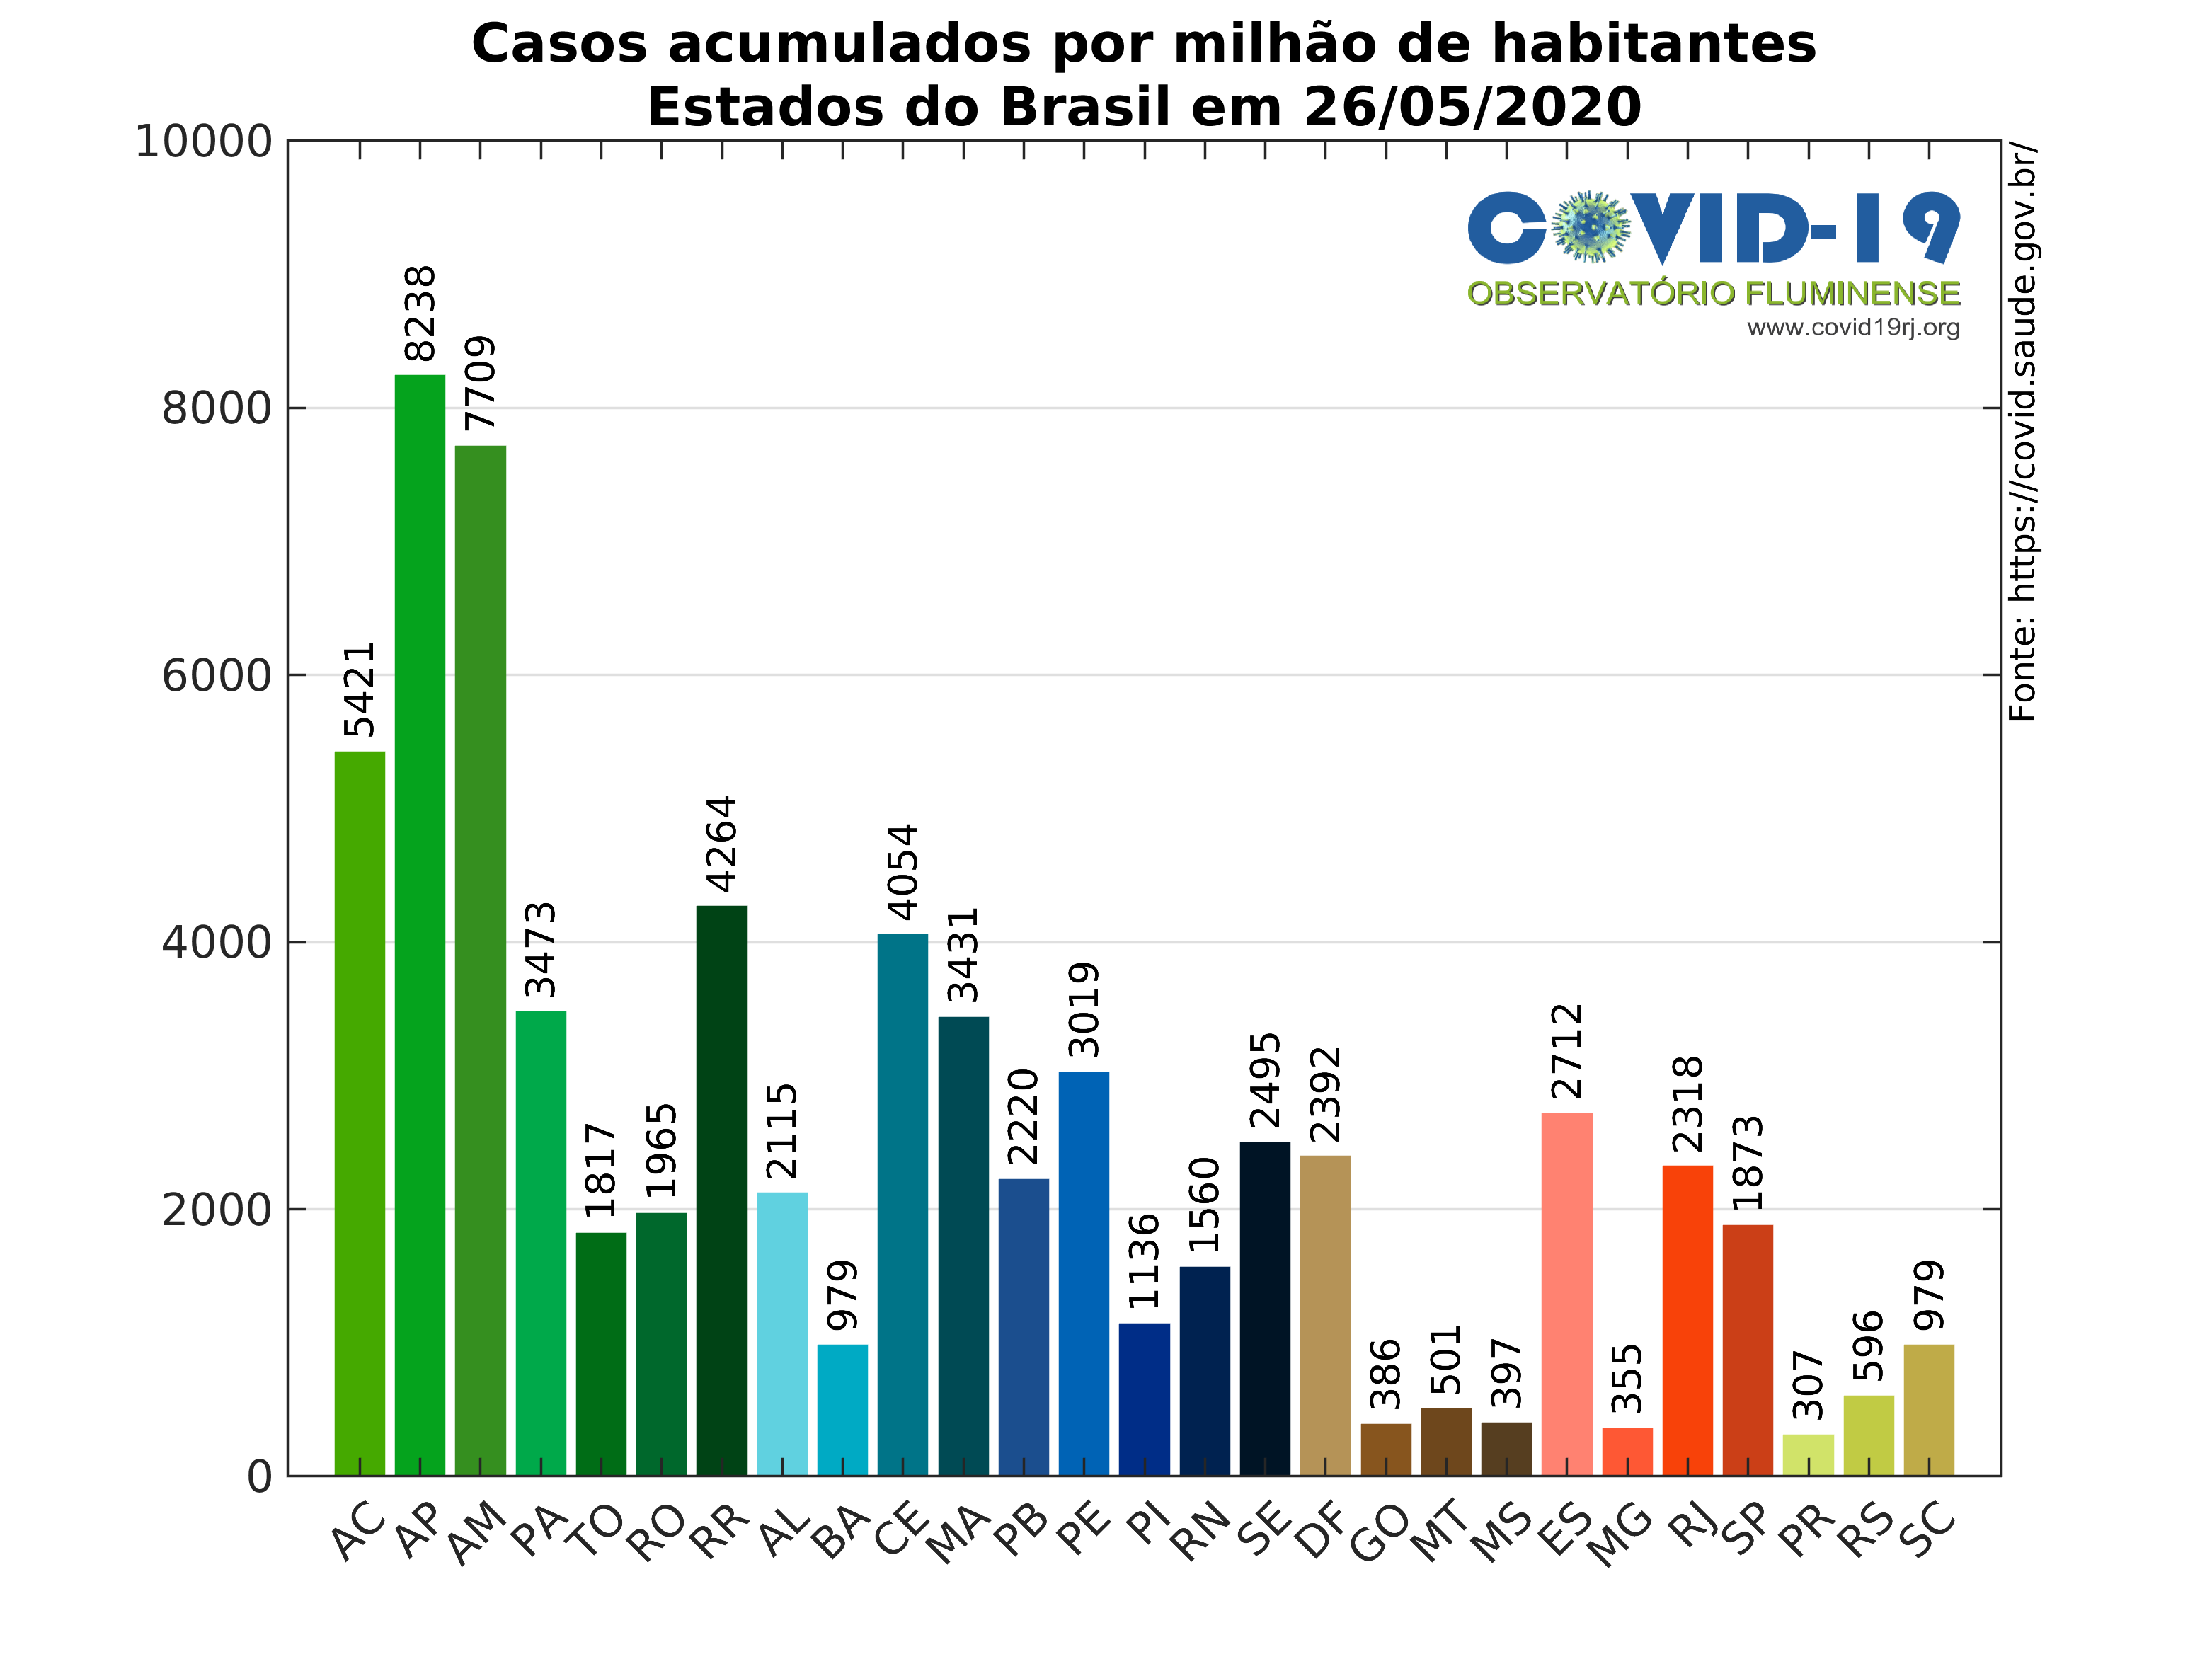 Casos acumulados por milhão de habitantes
Estados do Brasil em 26/05/2020
10000
8000
6000
4000
2000
0
COVID-19
OBSERVATÓRIO FLUMINENSE
www.covid19rj.org
Fonte: https://covid.saude.gov.br/
5421
8238
7709
3473
1817
1965
4264
2115
979
4054
3431
2220
3019
1136
1560
2495
2392
386
501
397
2712
355
2318
1873
307
596
979
AC
AP
AM
PA
TO
RO
RR
AL
BA
CE
MA
PB
PE
PI
RN
SE
DF
GO
MT
MS
ES
MG
RJ
SP
PR
RS
SC